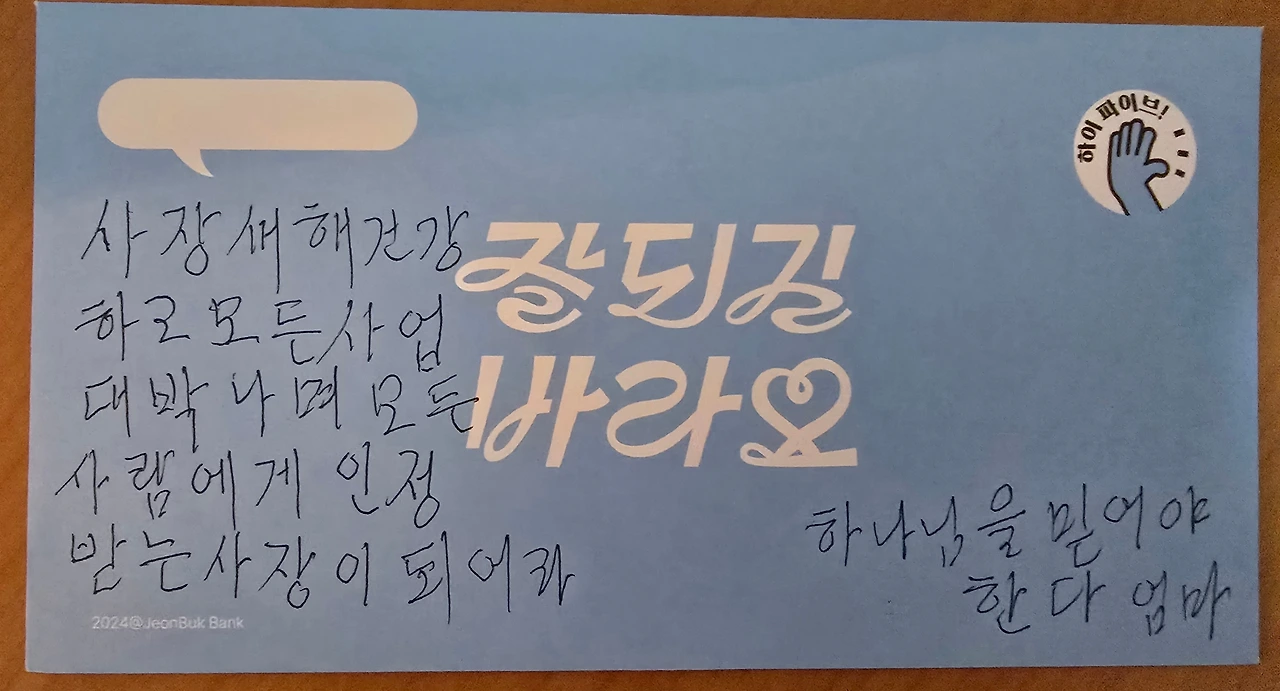 하이 파이브!
사장새해건강
하고모든사업
대박나며모든
사람에게 인정
받는사장이 되어라
잘되길
바라요
하나님을 믿어야
한다 엄마
2024@JeonBuk Bank